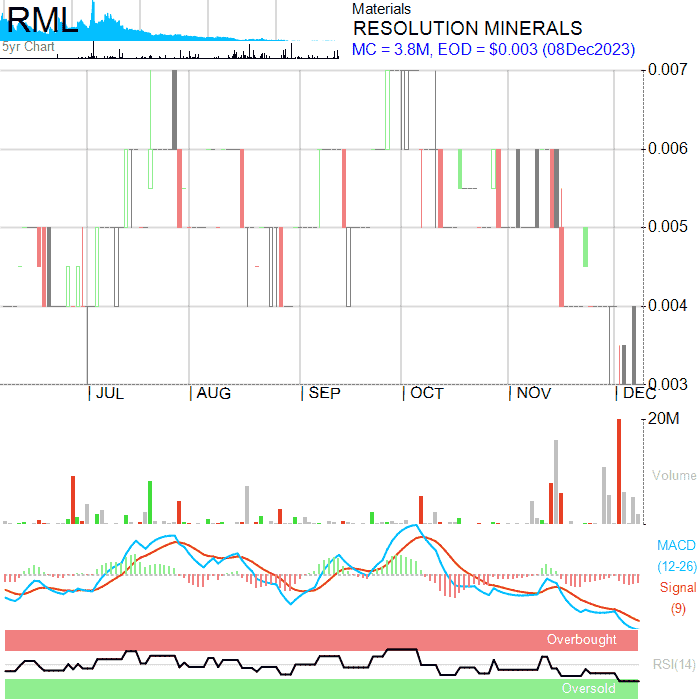 RML
5yr Chart
Materials
RESOLUTION MINERALS
MC = 3.8M, EOD = $0.003 (08Dec2023)
0.007
0.006
0.005
0.004
0.003
JUL AUG SEP OCT NOV DEC
20M
Volume
MACD
(12-26)
Signal
(9)
Overbought
RSI(14)
Oversold